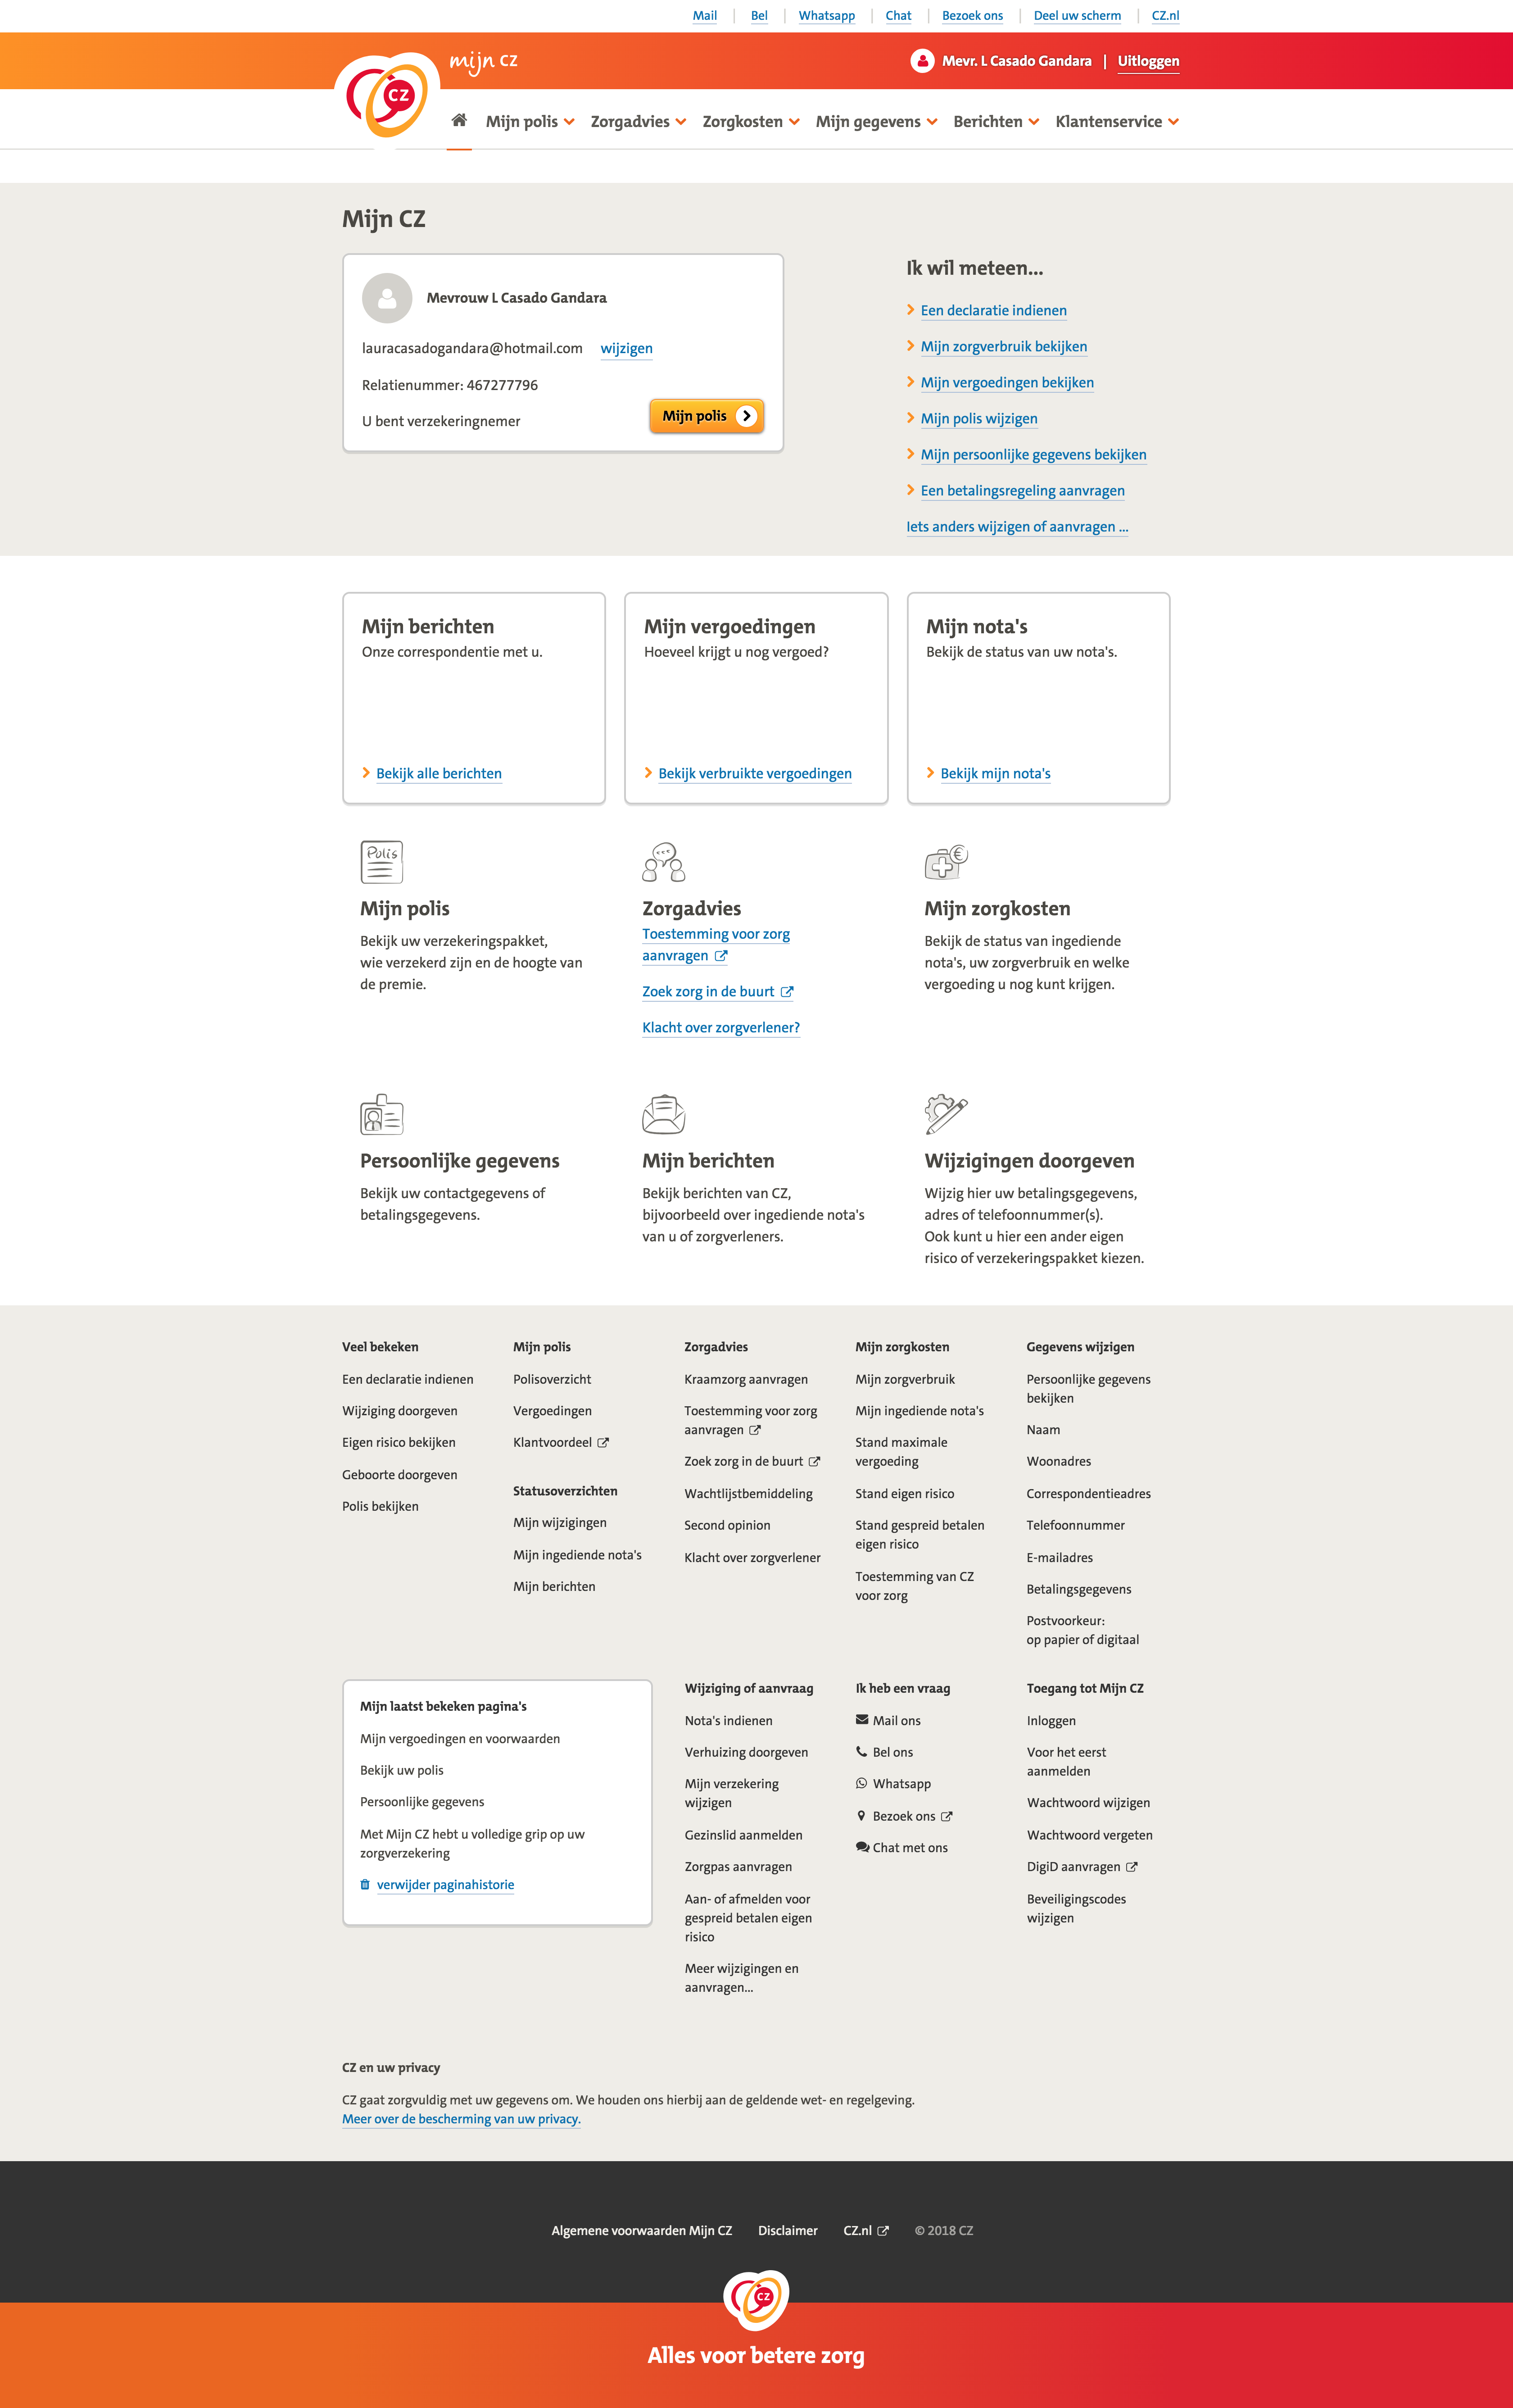 Mail
Bel
Whatsapp
Chat
Bezoek ons
Deel uw scherm
CZ.nl
CZ
mijn CZ
Mevr. L Casado Gandara | Uitloggen
Mijn polis
Zorgadvies
Zorgkosten
Mijn gegevens
Berichten
Klantenservice
Mijn CZ
Mevrouw L Casado Gandara
lauracasadogandara@hotmail.com wijzigen
Relatienummer: 467277796
U bent verzekeringnemer
Mijn polis
Ik wil meteen...
Een declaratie indienen
Mijn zorgverbruik bekijken
Mijn vergoedingen bekijken
Mijn polis wijzigen
Mijn persoonlijke gegevens bekijken
Een betalingsregeling aanvragen
Iets anders wijzigen of aanvragen ...
Mijn berichten
Onze correspondentie met u.
Bekijk alle berichten
Mijn vergoedingen
Hoeveel krijgt u nog vergoed?
Bekijk verbruikte vergoedingen
Mijn nota's
Bekijk de status van uw nota's.
Bekijk mijn nota's
Polis
Mijn polis
Bekijk uw verzekeringspakket,
wie verzekerd zijn en de hoogte van
de premie.
Zorgadvies
Toestemming voor zorg
aanvragen
Zoek zorg in de buurt
Klacht over zorgverlener?
€
Mijn zorgkosten
Bekijk de status van ingediende
nota's, uw zorgverbruik en welke
vergoeding u nog kunt krijgen.
Persoonlijke gegevens
Bekijk uw contactgegevens of
betalingsgegevens.
Mijn berichten
Bekijk berichten van CZ,
bijvoorbeeld over ingediende nota's
van u of zorgverleners.
Wijzigingen doorgeven
Wijzig hier uw betalingsgegevens,
adres of telefoonnummer(s).
Ook kunt u hier een ander eigen
risico of verzekeringspakket kiezen.
Veel bekeken
Een declaratie indienen
Wijziging doorgeven
Eigen risico bekijken
Geboorte doorgeven
Polis bekijken
Mijn polis
Polisoverzicht
Vergoedingen
Klantvoordeel
Statusoverzichten
Mijn wijzigingen
Mijn ingediende nota's
Mijn berichten
Zorgadvies
Kraamzorg aanvragen
Toestemming voor zorg
aanvragen
Zoek zorg in de buurt
Wachtlijstbemiddeling
Second opinion
Klacht over zorgverlener
Mijn zorgkosten
Mijn zorgverbruik
Mijn ingediende nota's
Stand maximale
vergoeding
Stand eigen risico
Stand gespreid betalen
eigen risico
Toestemming van CZ
voor zorg
Gegevens wijzigen
Persoonlijke gegevens
bekijken
Naam
Woonadres
Correspondentieadres
Telefoonnummer
E-mailadres
Betalingsgegevens
Postvoorkeur:
op papier of digitaal
Mijn laatst bekeken pagina's
Mijn vergoedingen en voorwaarden
Bekijk uw polis
Persoonlijke gegevens
Met Mijn CZ hebt u volledige grip op uw
zorgverzekering
verwijder paginahistorie
Wijziging of aanvraag
Nota's indienen
Verhuizing doorgeven
Mijn verzekering
wijzigen
Gezinslid aanmelden
Zorgpas aanvragen
Aan- of afmelden voor
gespreid betalen eigen
risico
Meer wijzigingen en
aanvragen...
Ik heb een vraag
Mail ons
Bel ons
Whatsapp
Bezoek ons
Chat met ons
Toegang tot Mijn CZ
Inloggen
Voor het eerst
aanmelden
Wachtwoord wijzigen
Wachtwoord vergeten
DigiD aanvragen
Beveiligingscodes
wijzigen
CZ en uw privacy
CZ gaat zorgvuldig met uw gegevens om. We houden ons hierbij aan de geldende wet- en regelgeving.
Meer over de bescherming van uw privacy.
Algemene voorwaarden Mijn CZ
Disclaimer
CZ.nl
© 2018 CZ
CZ
Alles voor betere zorg